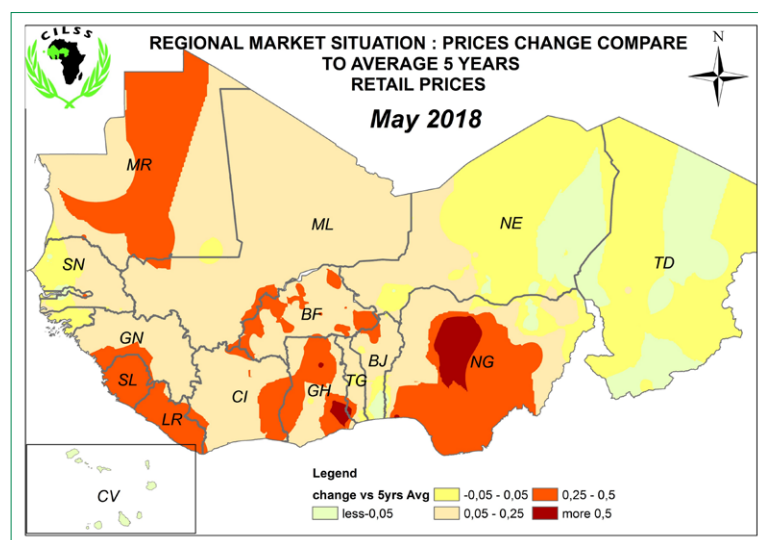 CILSS
REGIONAL MARKET SITUATION : PRICES CHANGE COMPARE
TO AVERAGE 5 YEARS
RETAIL PRICES
May 2018
N
MR
ML
NE
TD
SN
BF
GN
BJ
NG
SL
CI
GH
TG
LR
CV
Legend
change vs 5yrs Avg
less-0,05
-0,05 - 0,05
0,05 - 0,25
0,25 - 0,5
more 0,5